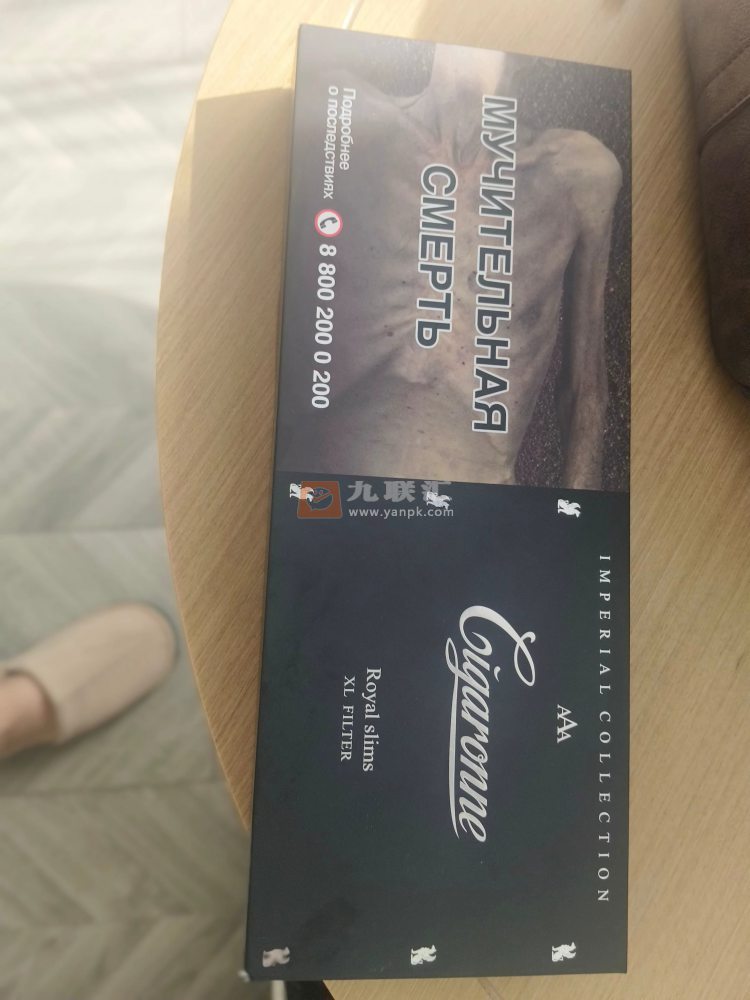 МУЧИТЕЛЬНАЯ
СМЕРТЬ
Подробнее
о последствиях
8 800 200 0 200
IMPERIAL COLLECTION
AAA
Cigaronne
Royal slims
XL FILTER
九联汇
www.yanpk.com